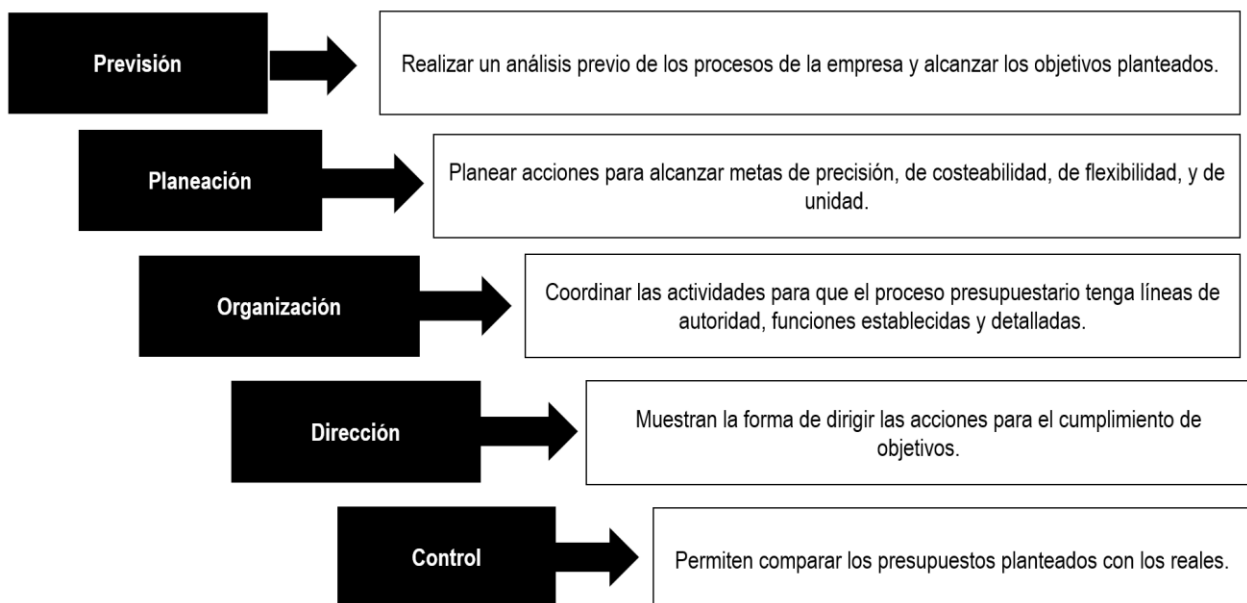 Previsión
Realizar un análisis previo de los procesos de la empresa y alcanzar los objetivos planteados.
Planeación
Planear acciones para alcanzar metas de precisión, de costeabilidad, de flexibilidad, y de
unidad.
Organización
Coordinar las actividades para que el proceso presupuestario tenga líneas de
autoridad, funciones establecidas y detalladas.
Dirección
Muestran la forma de dirigir las acciones para el cumplimiento de
objetivos.
Control
Permiten comparar los presupuestos planteados con los reales.